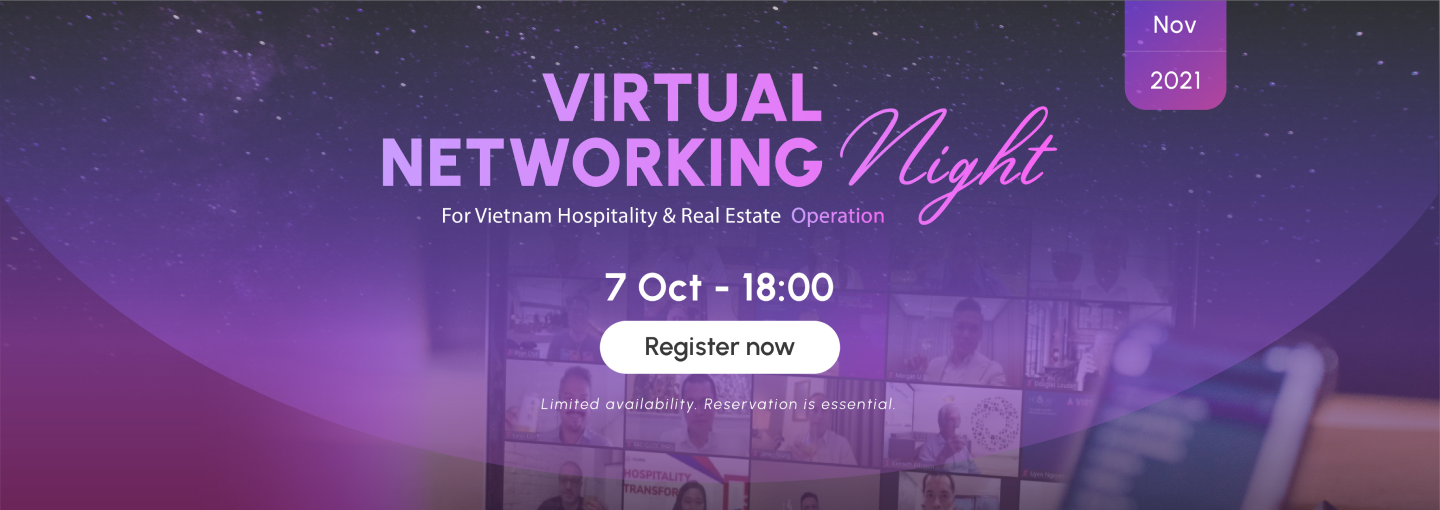 Nov
2021
VIRTUAL
NETWORKING Night
For Vietnam Hospitality & Real Estate Operation
7 Oct - 18:00
Register now
Limited availability. Reservation is essential.
HOSPITALITY